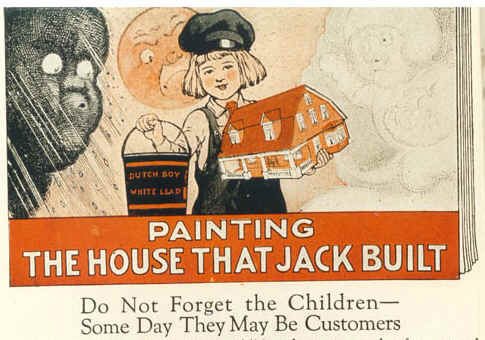 DUTCH BOY
WHITE LEAD
PAINTING
THE HOUSE THAT JACK BUILT
Do Not Forget the Children—
Some Day They May Be Customers